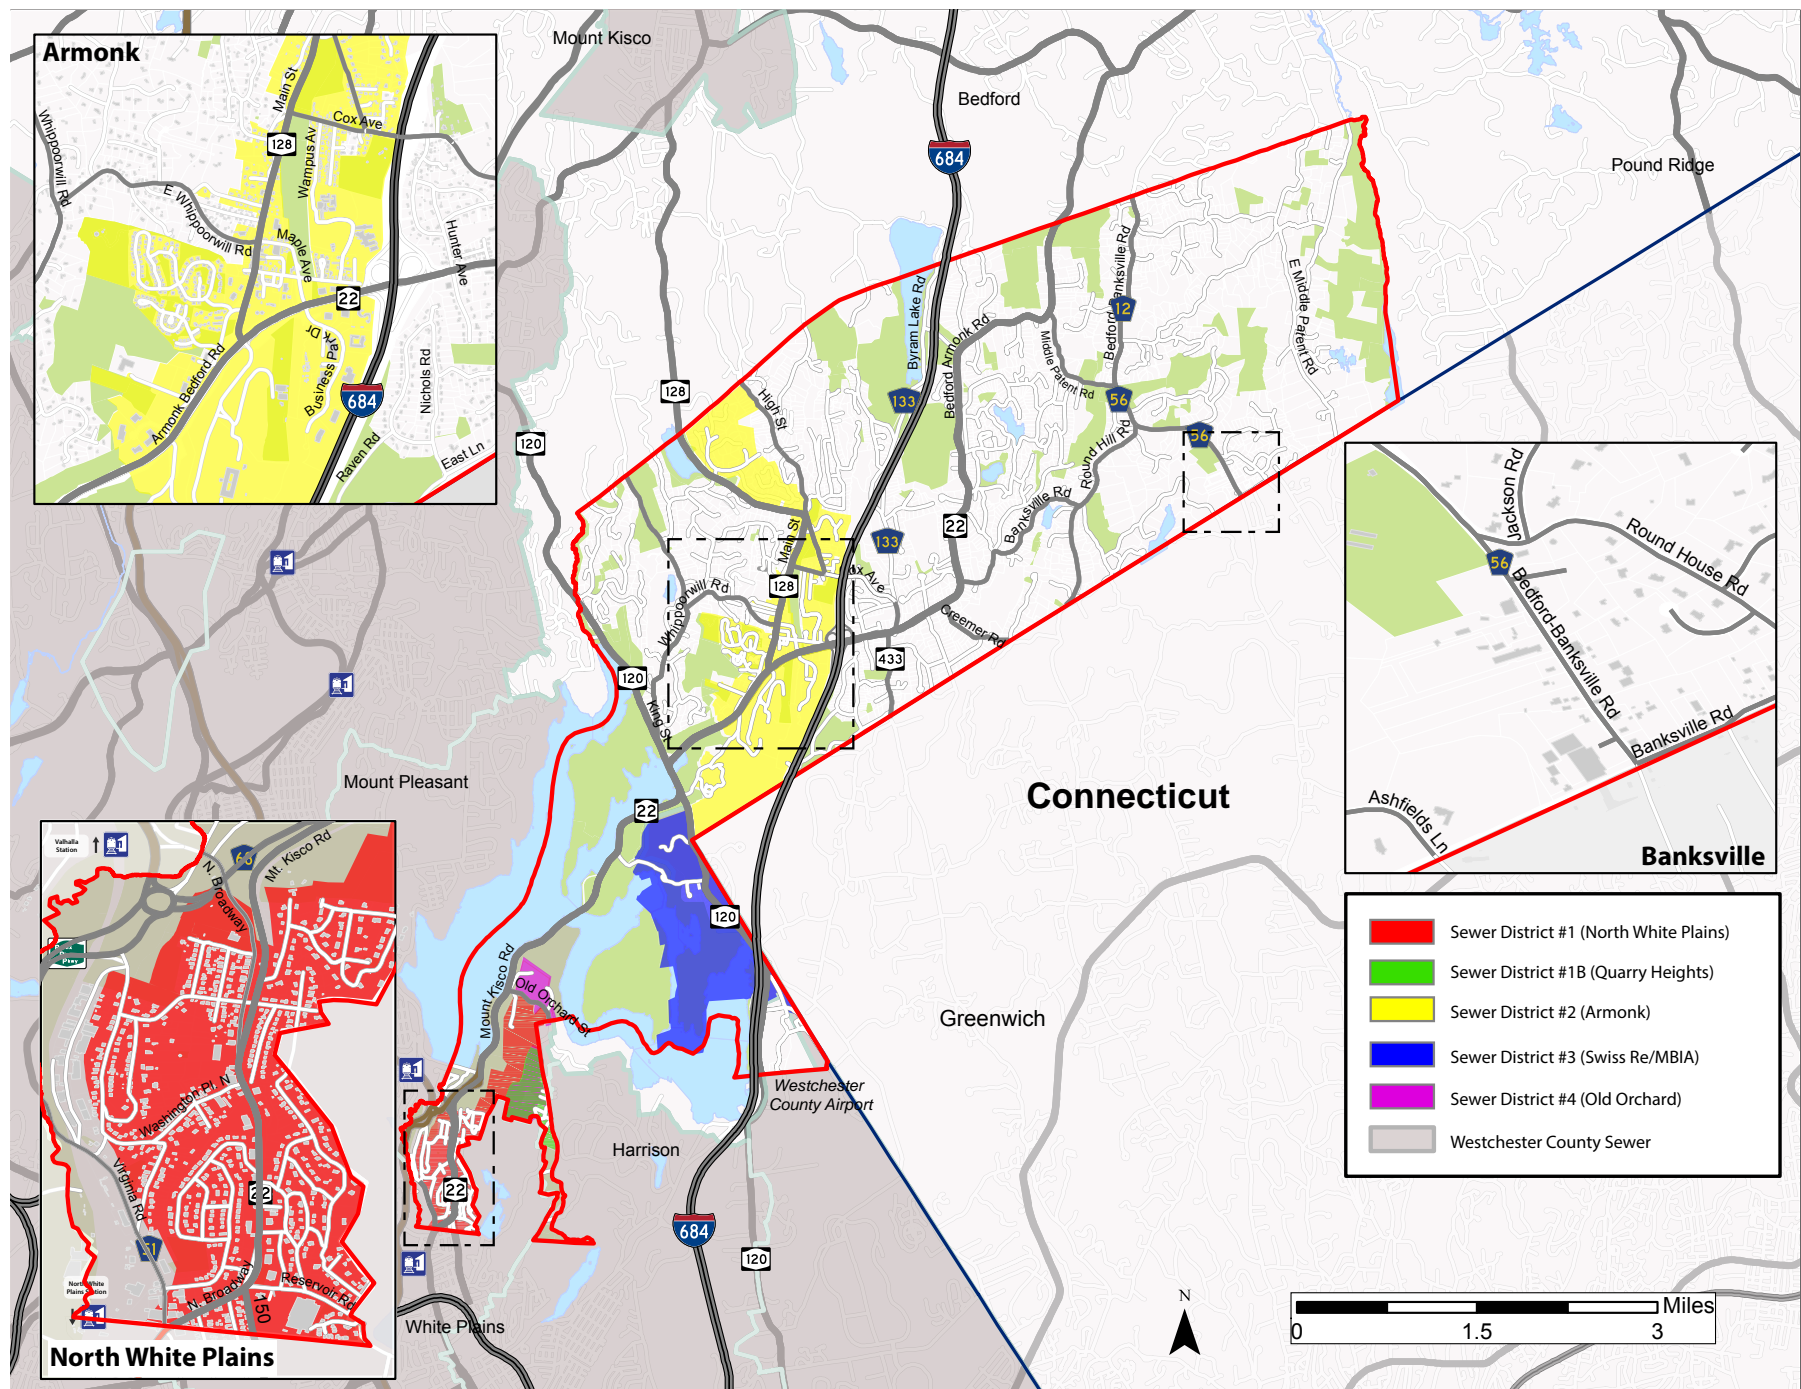 Armonk
Main St
Cox Ave
128
Wampus Av
Whippoorwill Rd
E Whippoorwill Rd
Maple Ave
Hunter Ave
22
Business Park Dr
Armonk Bedford Rd
684
Nichols Rd
Raven Rd
East Ln
Mount Kisco
Bedford
684
Pound Ridge
Byram Lake Rd
Bedford Armonk Rd
Bedford-Banksville Rd
12
E Middle Patent Rd
Middle Patent Rd
128
High St
133
56
56
120
Round Hill Rd
Banksville Rd
22
133
Main St
128
Whippoorwill Rd
Creemer Rd
433
120
King St
22
Mount Pleasant
Connecticut
Jackson Rd
Round House Rd
56
Bedford-Banksville Rd
Banksville Rd
Ashfields Ln
Banksville
Valhalla
Station
N. Broadway
Mt. Kisco Rd
Pkwy
Washington Pl. N
Virginia Rd
22
51
North White
Plains Station
N. Broadway
Reservoir Rd
150
North White Plains
120
Mount Kisco Rd
Old Orchard St
Greenwich
Westchester
County Airport
Harrison
22
684
120
White Plains
Sewer District #1 (North White Plains)
Sewer District #1B (Quarry Heights)
Sewer District #2 (Armonk)
Sewer District #3 (Swiss Re/MBIA)
Sewer District #4 (Old Orchard)
Westchester County Sewer
N
Miles
0 1.5 3